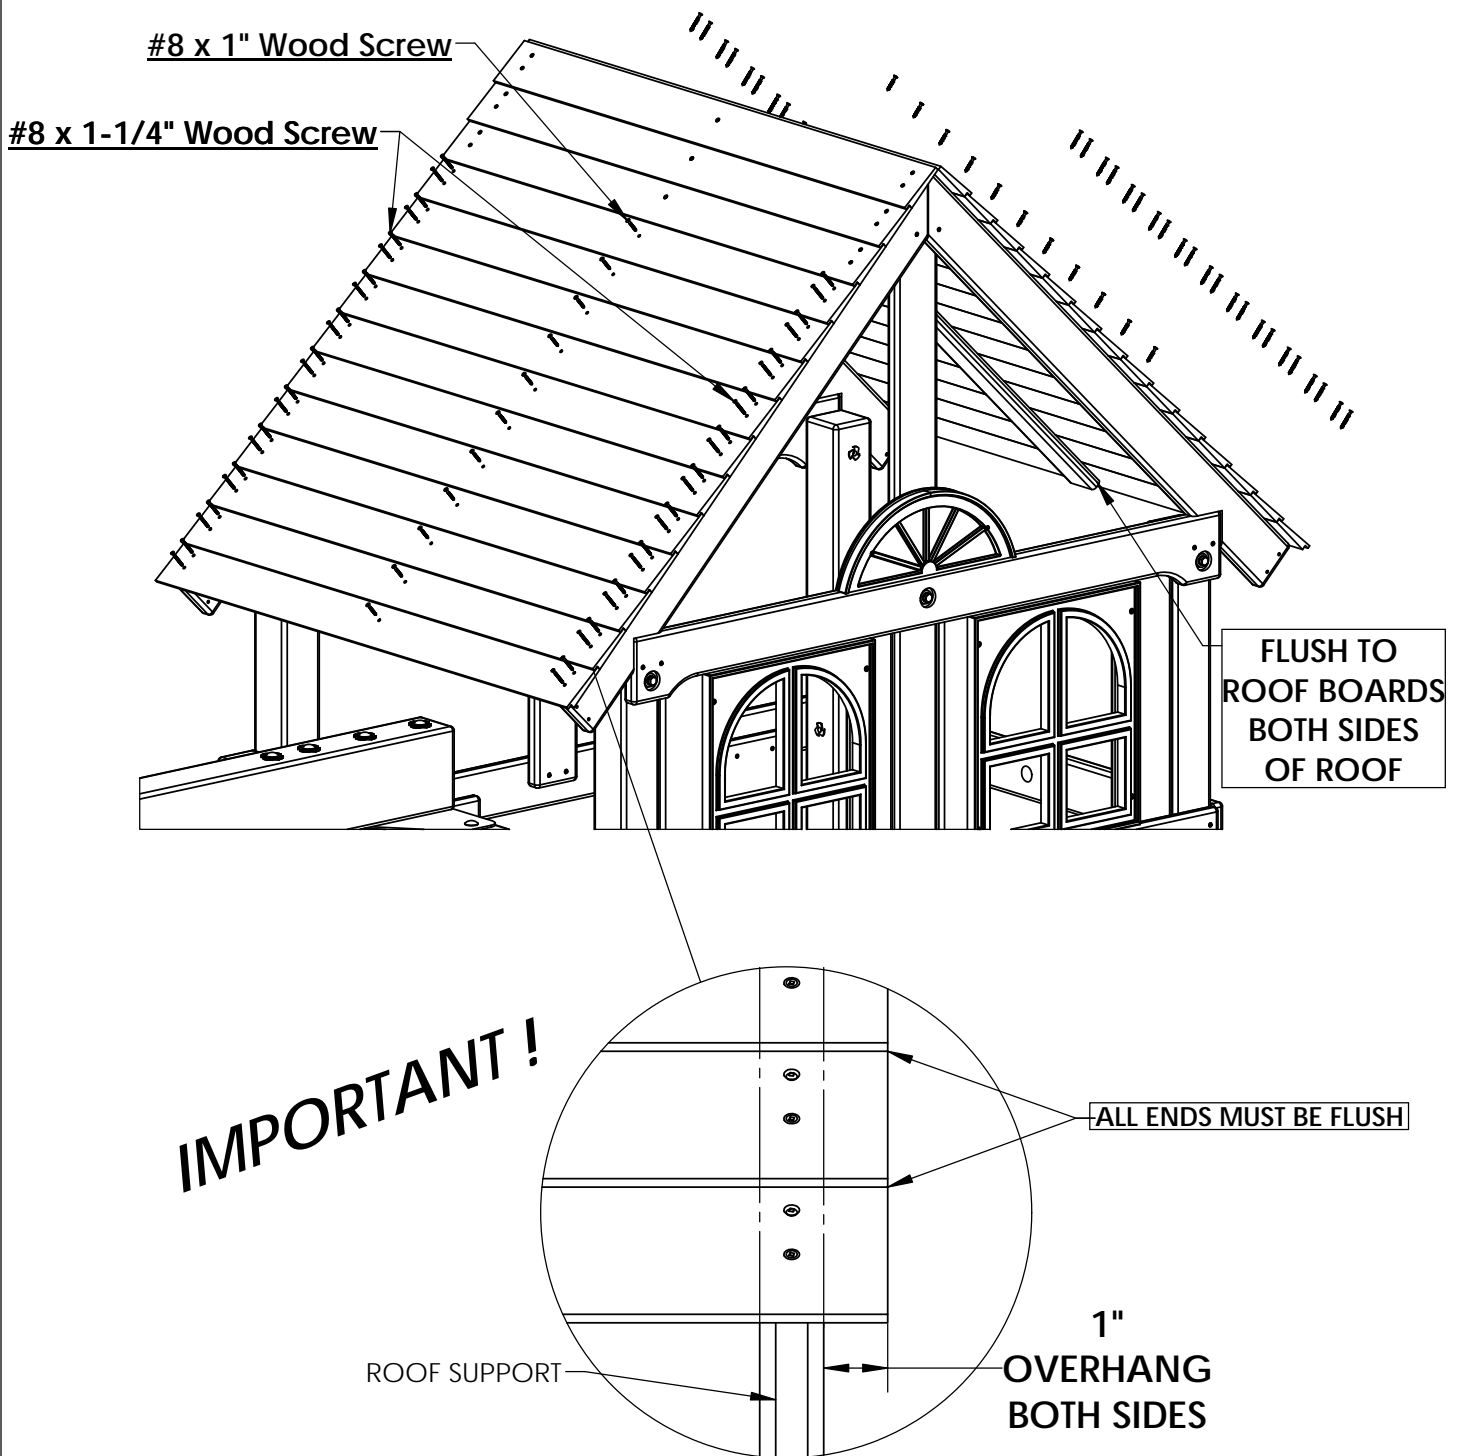 #8 x 1" Wood Screw
#8 x 1-1/4" Wood Screw
FLUSH TO
ROOF BOARDS
BOTH SIDES
OF ROOF
IMPORTANT !
ALL ENDS MUST BE FLUSH
1"
OVERHANG
BOTH SIDES
ROOF SUPPORT